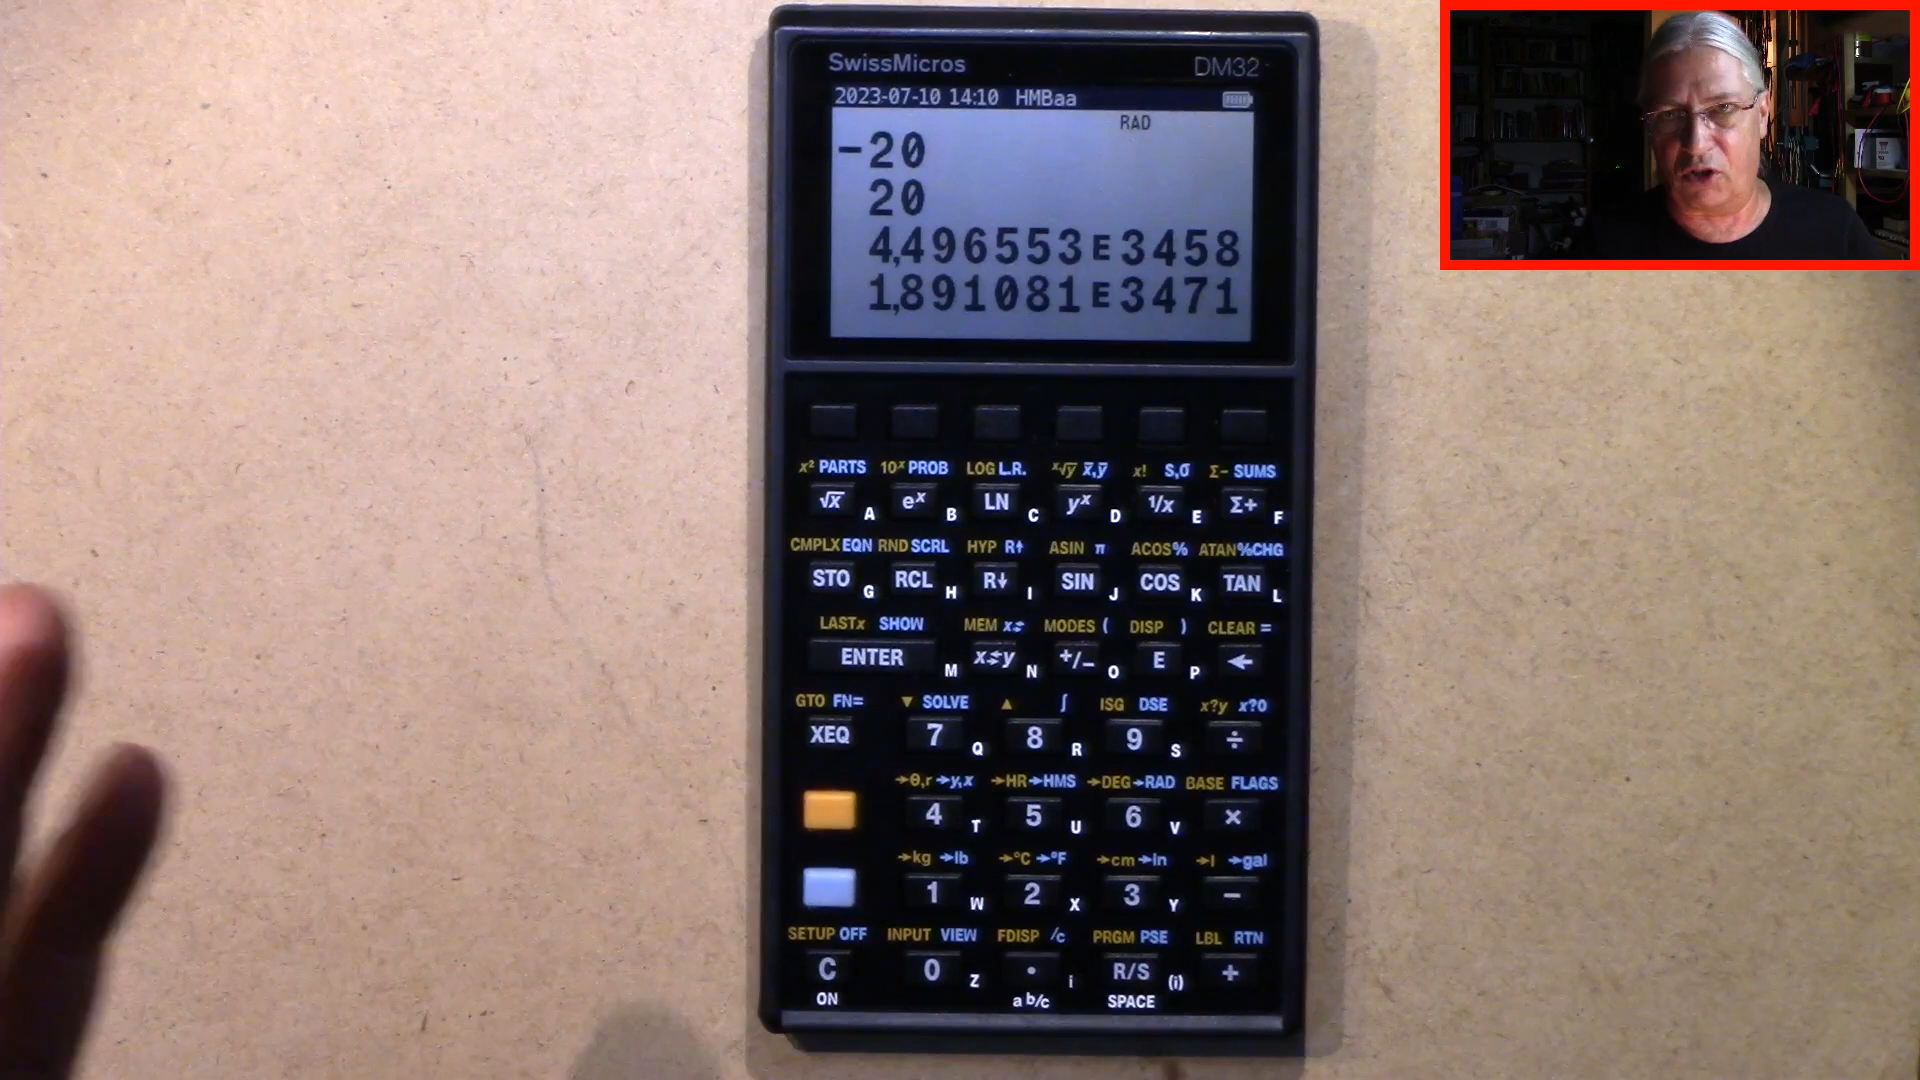 SwissMicros DM32
2023-07-10 14:10 HMBaa
RAD
-20
20
4,496553E3458
1,891081E3471
x² PARTS 10ˣ PROB LOG L.R. ˣ√y x̄,ȳ x! S,σ Σ- SUMS
√x A eˣ B LN C yˣ D 1/x E Σ+ F
CMPLX EQN RND SCRL HYP R↑ ASIN π ACOS % ATAN %CHG
STO G RCL H R↓ I SIN J COS K TAN L
LASTx SHOW MEM x⇄ MODES ( DISP ) CLEAR =
ENTER M x⇄y N +/- O E P ←
GTO FN= ▼ SOLVE ▲ ∫ ISG DSE x?y x?0
XEQ 7 Q 8 R 9 S ÷
→θ,r →y,x →HR →HMS →DEG →RAD BASE FLAGS
4 T 5 U 6 V ×
→kg →lb →°C →°F →cm →in →l →gal
1 W 2 X 3 Y −
SETUP OFF INPUT VIEW FDISP /c PRGM PSE LBL RTN
C 0 Z · i R/S (i) +
ON a b/c SPACE